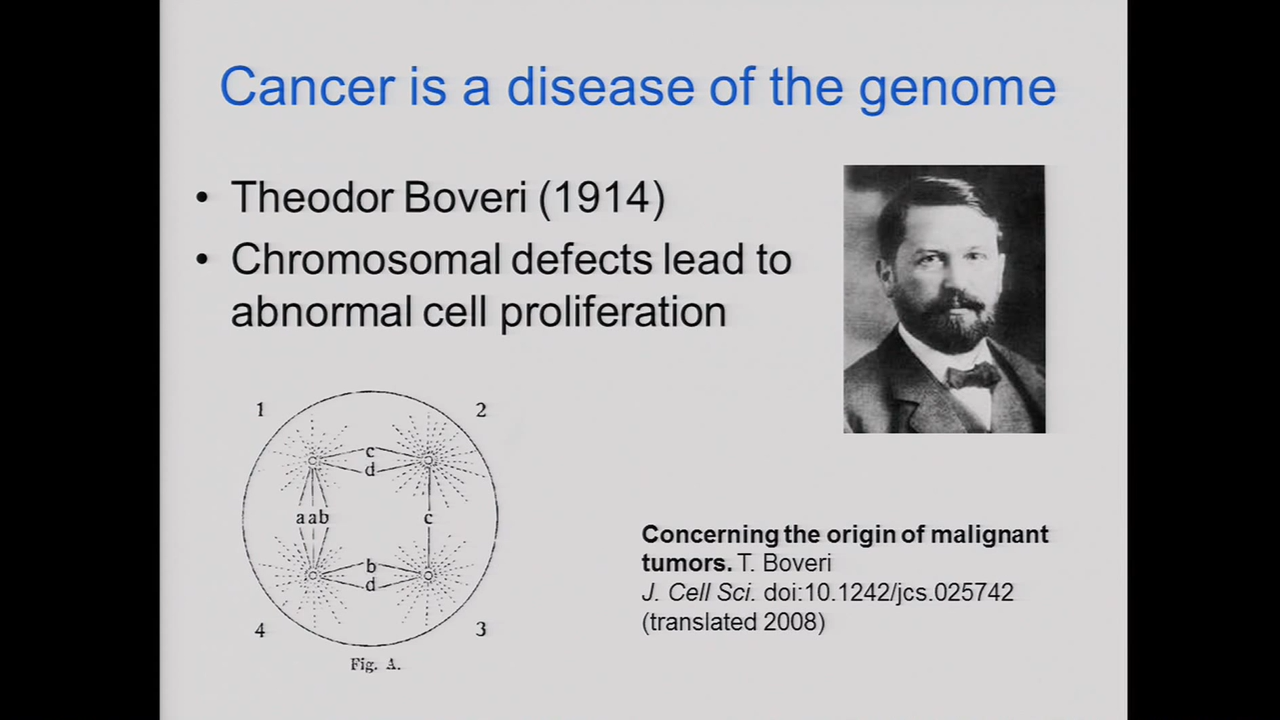 Cancer is a disease of the genome
• Theodor Boveri (1914)
• Chromosomal defects lead to
abnormal cell proliferation
1
2
c
d
a a b
c
b
d
4
3
Fig. A.
Concerning the origin of malignant
tumors. T. Boveri
J. Cell Sci. doi:10.1242/jcs.025742
(translated 2008)